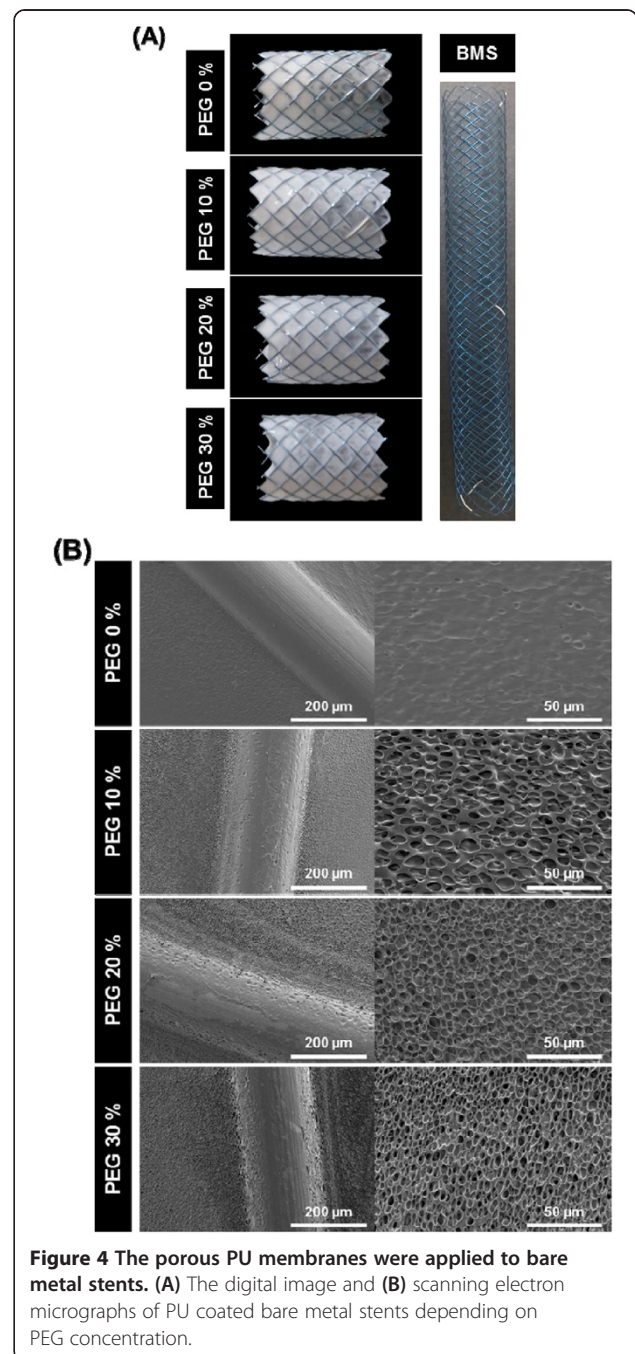 (A)
BMS
PEG 0 %
PEG 10 %
PEG 20 %
PEG 30 %
(B)
PEG 0 %
200 µm
50 µm
PEG 10 %
200 µm
50 µm
PEG 20 %
200 µm
50 µm
PEG 30 %
200 µm
50 µm
Figure 4 The porous PU membranes were applied to bare
metal stents. (A) The digital image and (B) scanning electron
micrographs of PU coated bare metal stents depending on
PEG concentration.